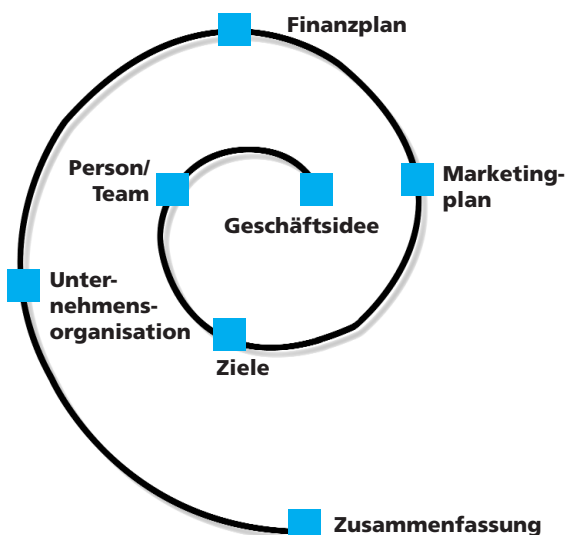 Finanzplan
Person/
Team
Marketing-
plan
Geschäftsidee
Unter-
nehmens-
organisation
Ziele
Zusammenfassung